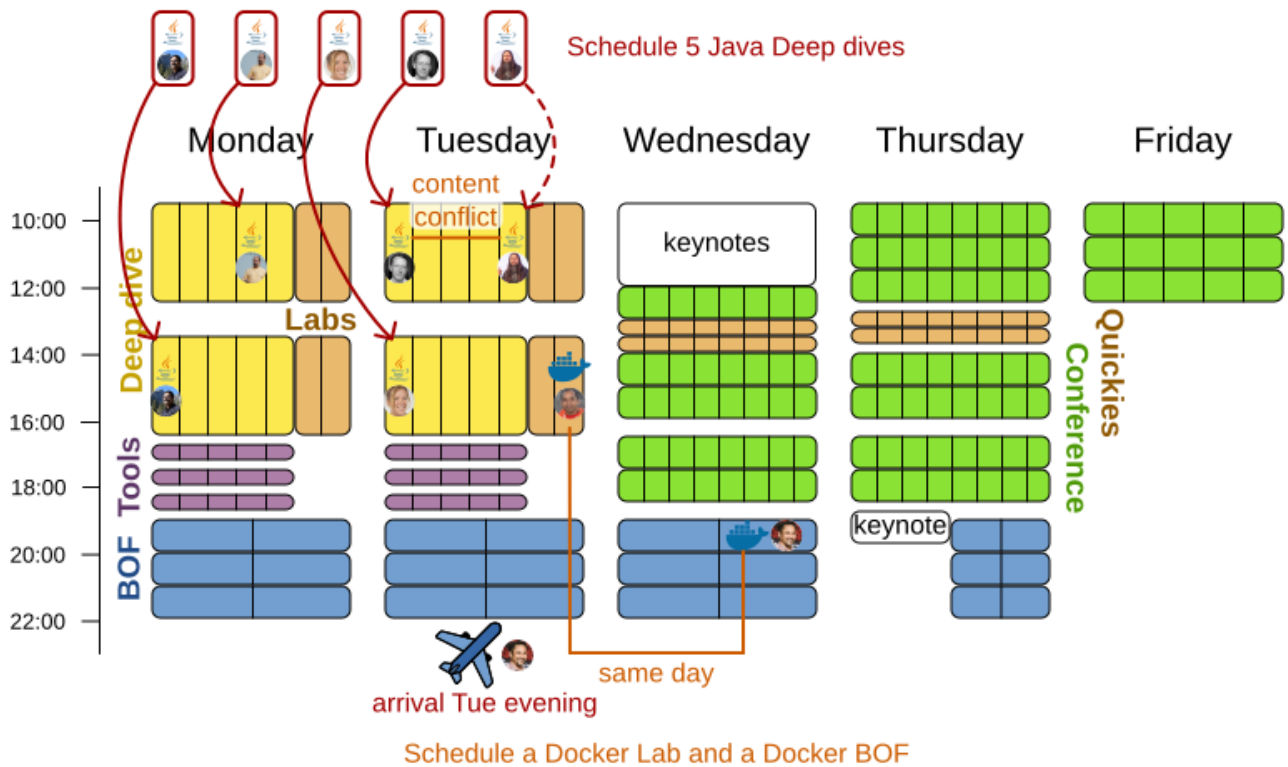 Schedule 5 Java Deep dives
Monday
Tuesday
Wednesday
Thursday
Friday
content
conflict
10:00
12:00
14:00
16:00
18:00
20:00
22:00
keynotes
Deep dive
Labs
Tools
BOF
Quickies
Conference
keynote
same day
arrival Tue evening
Schedule a Docker Lab and a Docker BOF